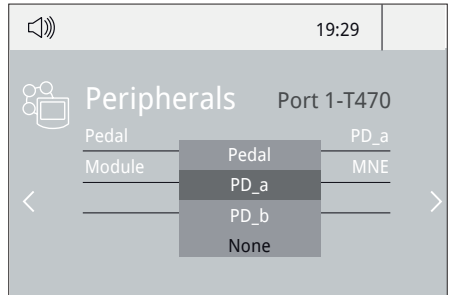 19:29
Peripherals Port 1-T470
Pedal PD_a
Module MNE
Pedal
PD_a
PD_b
None